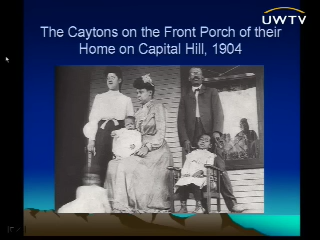 UWTV
The Caytons on the Front Porch of their
Home on Capital Hill, 1904